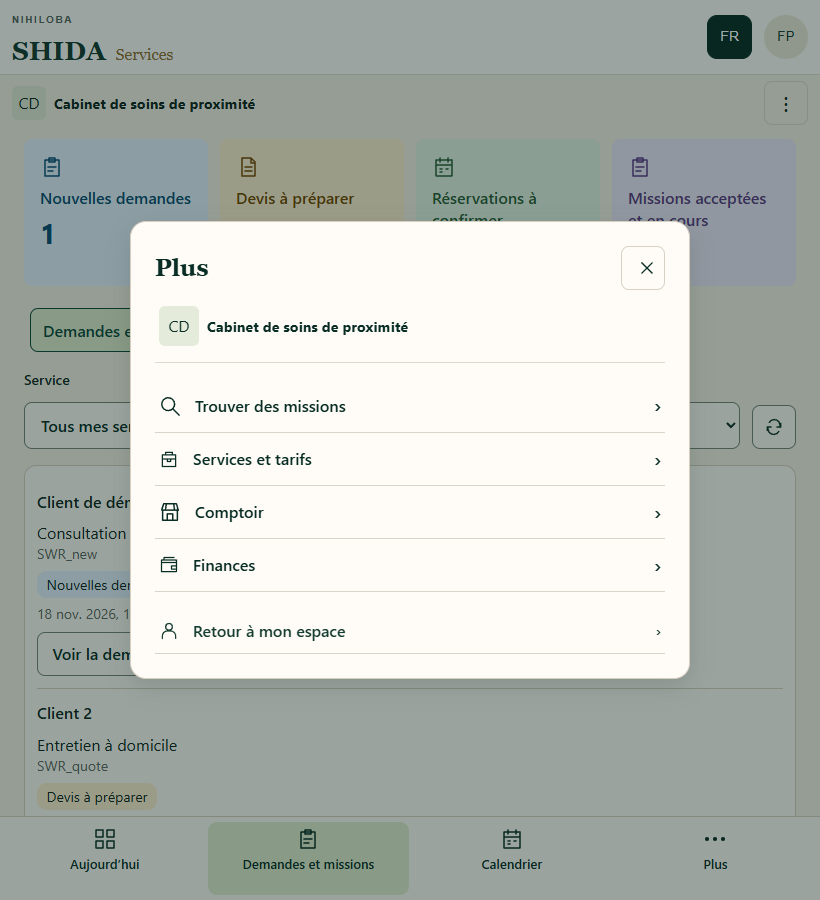 NIHILOBA
SHIDA Services
FR
FP
CD Cabinet de soins de proximité
Nouvelles demandes
1
Devis à préparer
Réservations à
confirmer
Missions acceptées
et en cours
Plus
CD Cabinet de soins de proximité
Trouver des missions
Services et tarifs
Comptoir
Finances
Retour à mon espace
Demandes e
Service
Tous mes ser
Client de dém
Consultation
SWR_new
Nouvelles der
18 nov. 2026, 1
Voir la dem
Client 2
Entretien à domicile
SWR_quote
Devis à préparer
Aujourd'hui
Demandes et missions
Calendrier
Plus